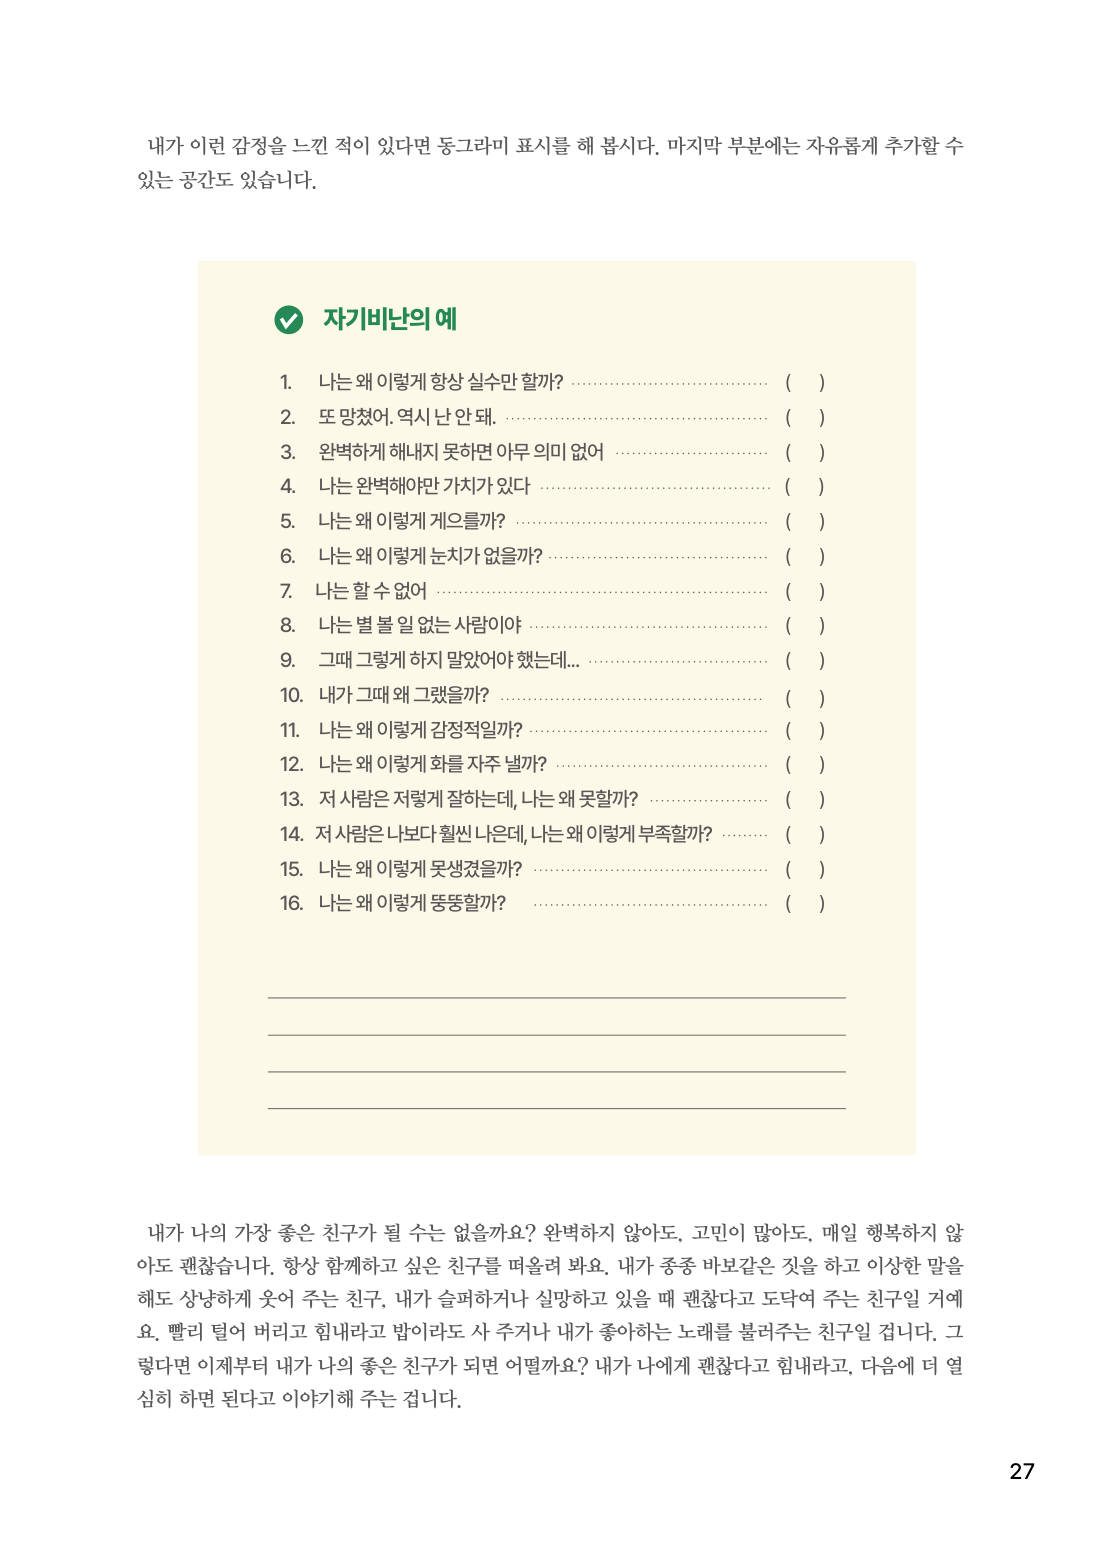 내가 이런 감정을 느낀 적이 있다면 동그라미 표시를 해 봅시다. 마지막 부분에는 자유롭게 추가할 수
있는 공간도 있습니다.
자기비난의 예
1. 나는 왜 이렇게 항상 실수만 할까? ( )
2. 또 망쳤어. 역시 난 안 돼. ( )
3. 완벽하게 해내지 못하면 아무 의미 없어 ( )
4. 나는 완벽해야만 가치가 있다 ( )
5. 나는 왜 이렇게 게으를까? ( )
6. 나는 왜 이렇게 눈치가 없을까? ( )
7. 나는 할 수 없어 ( )
8. 나는 별 볼 일 없는 사람이야 ( )
9. 그때 그렇게 하지 말았어야 했는데... ( )
10. 내가 그때 왜 그랬을까? ( )
11. 나는 왜 이렇게 감정적일까? ( )
12. 나는 왜 이렇게 화를 자주 낼까? ( )
13. 저 사람은 저렇게 잘하는데, 나는 왜 못할까? ( )
14. 저 사람은 나보다 훨씬 나은데, 나는 왜 이렇게 부족할까? ( )
15. 나는 왜 이렇게 못생겼을까? ( )
16. 나는 왜 이렇게 뚱뚱할까? ( )
내가 나의 가장 좋은 친구가 될 수는 없을까요? 완벽하지 않아도, 고민이 많아도, 매일 행복하지 않
아도 괜찮습니다. 항상 함께하고 싶은 친구를 떠올려 봐요. 내가 종종 바보같은 짓을 하고 이상한 말을
해도 상냥하게 웃어 주는 친구, 내가 슬퍼하거나 실망하고 있을 때 괜찮다고 도닥여 주는 친구일 거예
요. 빨리 털어 버리고 힘내라고 밥이라도 사 주거나 내가 좋아하는 노래를 불러주는 친구일 겁니다. 그
렇다면 이제부터 내가 나의 좋은 친구가 되면 어떨까요? 내가 나에게 괜찮다고 힘내라고, 다음에 더 열
심히 하면 된다고 이야기해 주는 겁니다.
27